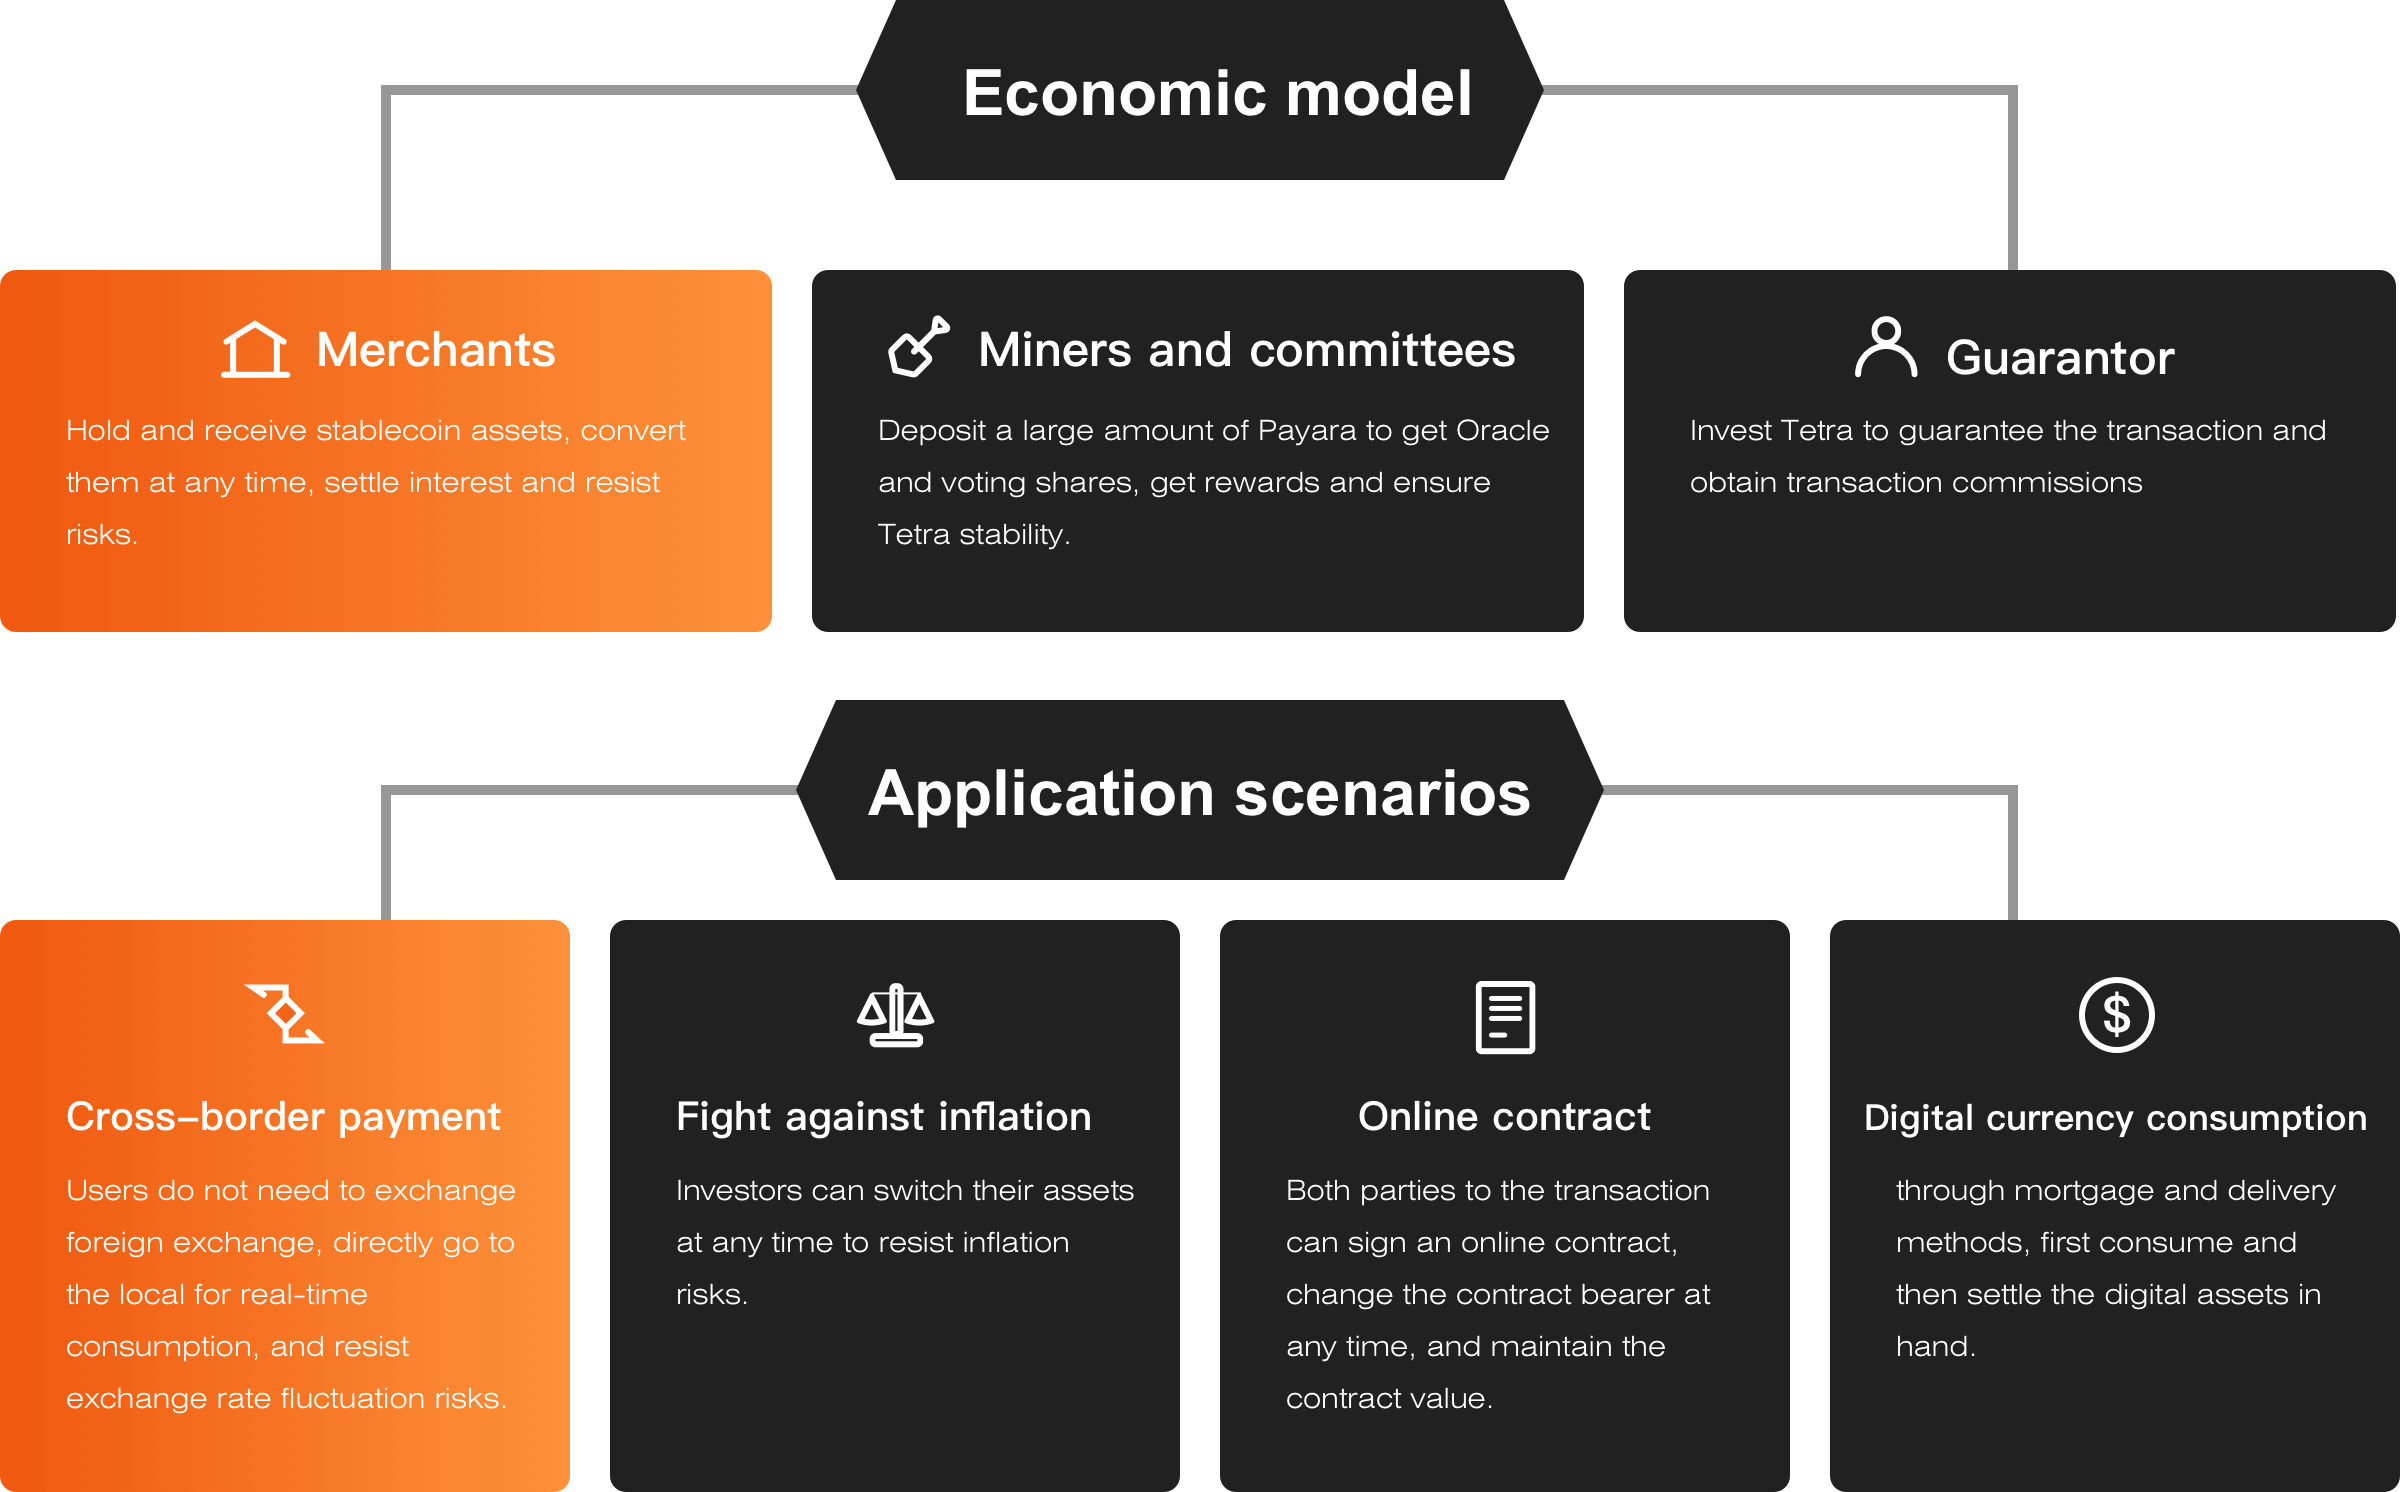 Economic model
Merchants
Hold and receive stablecoin assets, convert
them at any time, settle interest and resist
risks.
Miners and committees
Deposit a large amount of Payara to get Oracle
and voting shares, get rewards and ensure
Tetra stability.
Guarantor
Invest Tetra to guarantee the transaction and
obtain transaction commissions
Application scenarios
Cross-border payment
Users do not need to exchange
foreign exchange, directly go to
the local for real-time
consumption, and resist
exchange rate fluctuation risks.
Fight against inflation
Investors can switch their assets
at any time to resist inflation
risks.
Online contract
Both parties to the transaction
can sign an online contract,
change the contract bearer at
any time, and maintain the
contract value.
$
Digital currency consumption
through mortgage and delivery
methods, first consume and
then settle the digital assets in
hand.